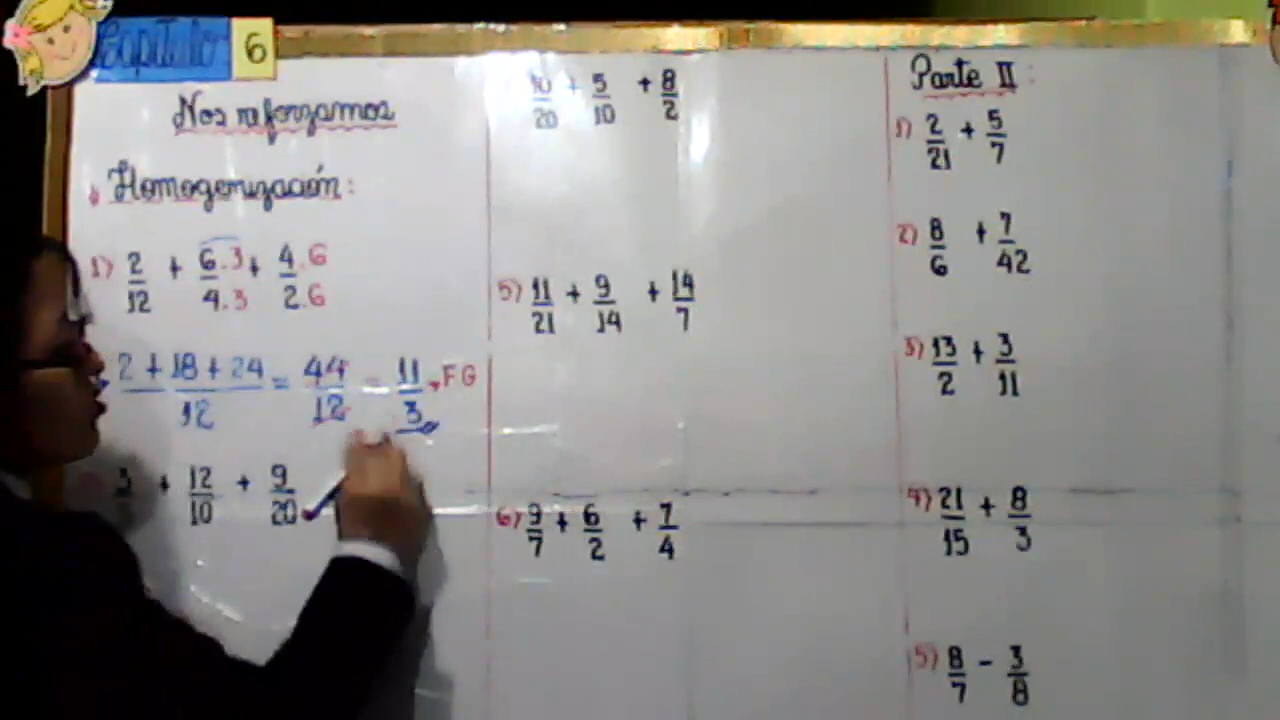 Capítulo 6
Nos reforzamos
Homogenización:
1) 2/12 + 6.3/4.3 + 4.6/2.6
2 + 18 + 24/12 = 44/12 = 11/3 FG
+ 12/10 + 9/20
10/20 + 5/10 + 8/2
5) 11/21 + 9/14 + 14/7
6) 9/7 + 6/2 + 7/4
Parte II:
1) 2/21 + 5/7
2) 8/6 + 7/42
3) 13/2 + 3/11
4) 21/15 + 8/3
5) 8/7 - 3/8